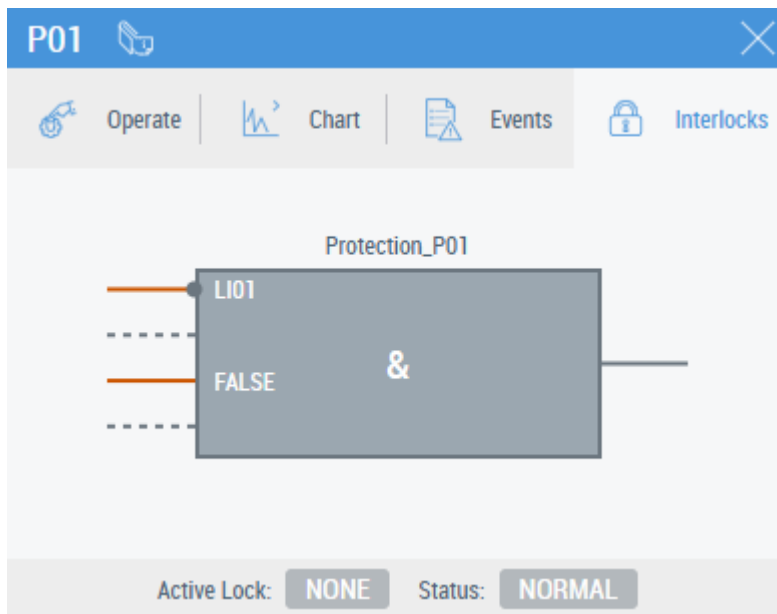 P01
Operate
Chart
Events
Interlocks
Protection_P01
LI01
&
FALSE
Active Lock: NONE Status: NORMAL